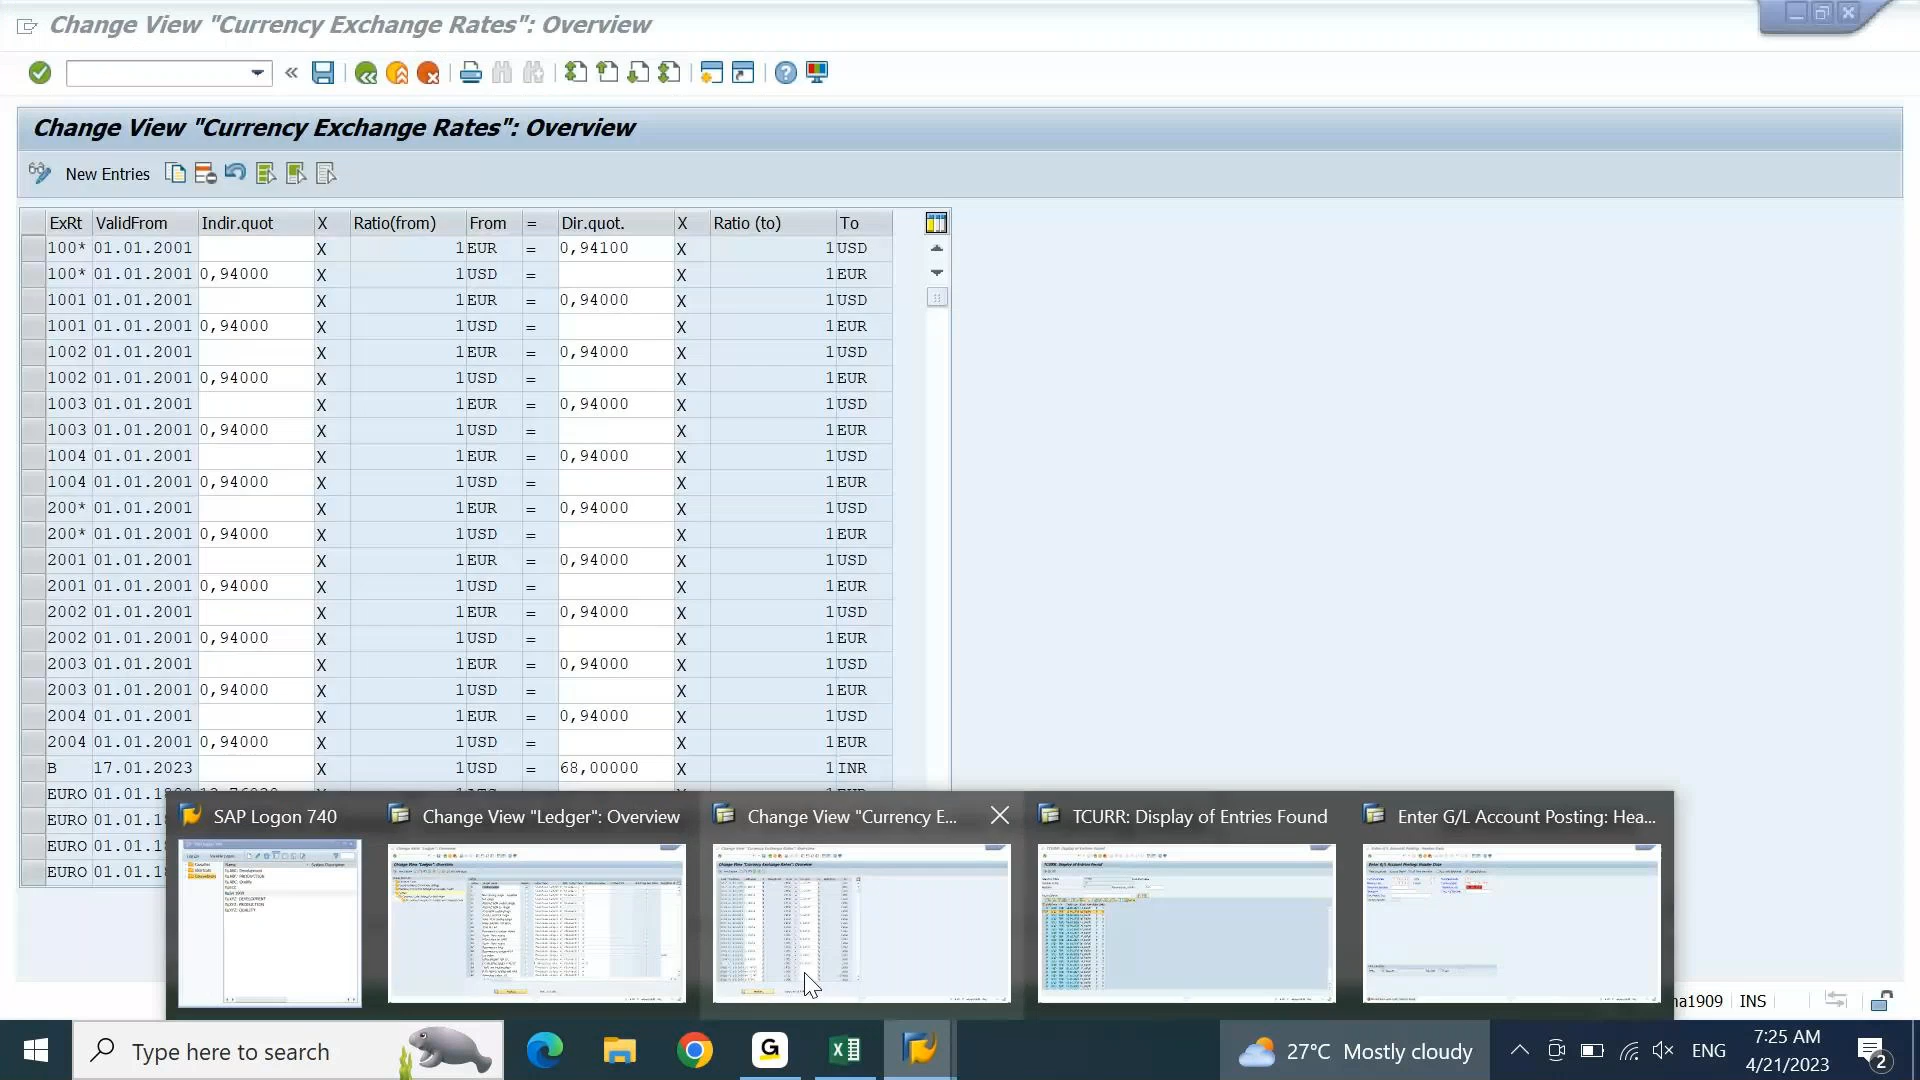 Change View "Currency Exchange Rates": Overview
Change View "Currency Exchange Rates": Overview
New Entries
ExRt ValidFrom Indir.quot X Ratio(from) From = Dir.quot. X Ratio (to) To
100* 01.01.2001 X 1 EUR = 0,94100 X 1 USD
100* 01.01.2001 0,94000 X 1 USD = X 1 EUR
1001 01.01.2001 X 1 EUR = 0,94000 X 1 USD
1001 01.01.2001 0,94000 X 1 USD = X 1 EUR
1002 01.01.2001 X 1 EUR = 0,94000 X 1 USD
1002 01.01.2001 0,94000 X 1 USD = X 1 EUR
1003 01.01.2001 X 1 EUR = 0,94000 X 1 USD
1003 01.01.2001 0,94000 X 1 USD = X 1 EUR
1004 01.01.2001 X 1 EUR = 0,94000 X 1 USD
1004 01.01.2001 0,94000 X 1 USD = X 1 EUR
200* 01.01.2001 X 1 EUR = 0,94000 X 1 USD
200* 01.01.2001 0,94000 X 1 USD = X 1 EUR
2001 01.01.2001 X 1 EUR = 0,94000 X 1 USD
2001 01.01.2001 0,94000 X 1 USD = X 1 EUR
2002 01.01.2001 X 1 EUR = 0,94000 X 1 USD
2002 01.01.2001 0,94000 X 1 USD = X 1 EUR
2003 01.01.2001 X 1 EUR = 0,94000 X 1 USD
2003 01.01.2001 0,94000 X 1 USD = X 1 EUR
2004 01.01.2001 X 1 EUR = 0,94000 X 1 USD
2004 01.01.2001 0,94000 X 1 USD = X 1 EUR
B 17.01.2023 X 1 USD = 68,00000 X 1 INR
EURO 01.01.1
EURO 01.01.1
EURO 01.01.1
EURO 01.01.1
SAP Logon 740
Change View "Ledger": Overview
Change View "Currency E...
TCURR: Display of Entries Found
Enter G/L Account Posting: Hea...
na1909 INS
Type here to search
27°C Mostly cloudy
ENG
7:25 AM
4/21/2023
2